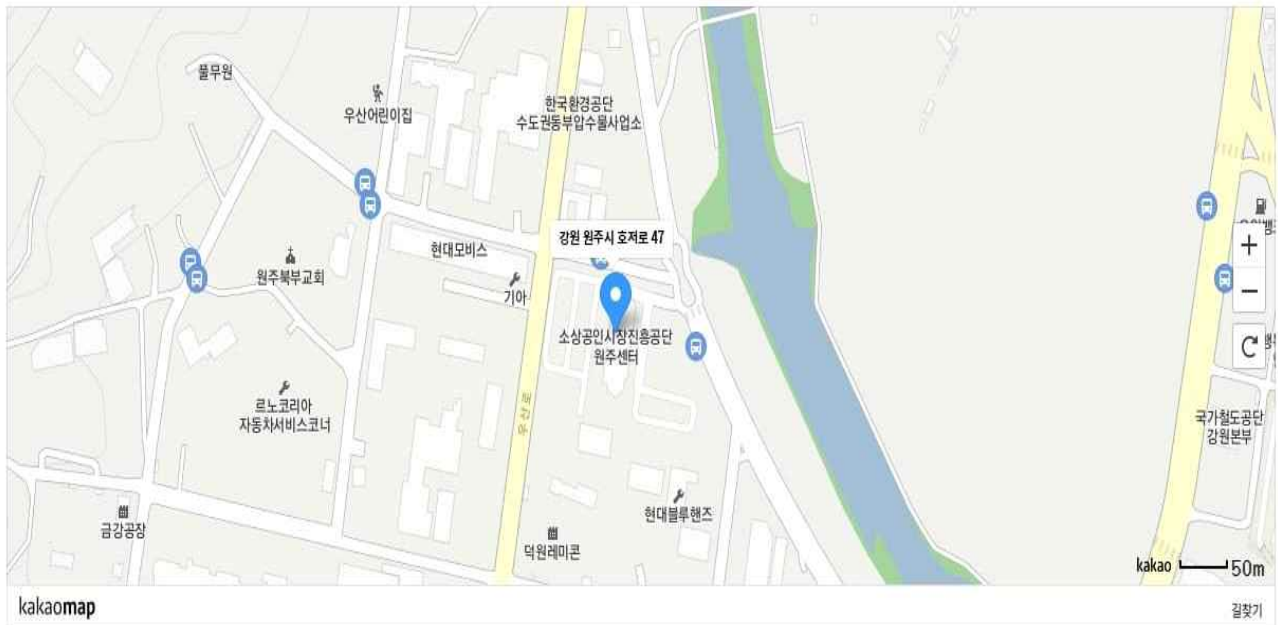 풀무원
우산어린이집
한국환경공단
수도권동부압수물사업소
강원 원주시 호저로 47
현대모비스
원주북부교회
기아
소상공인시장진흥공단
원주센터
르노코리아
자동차서비스코너
우산로
국가철도공단
강원본부
현대블루핸즈
금강공장
덕원레미콘
kakao
50m
kakaomap
길찾기